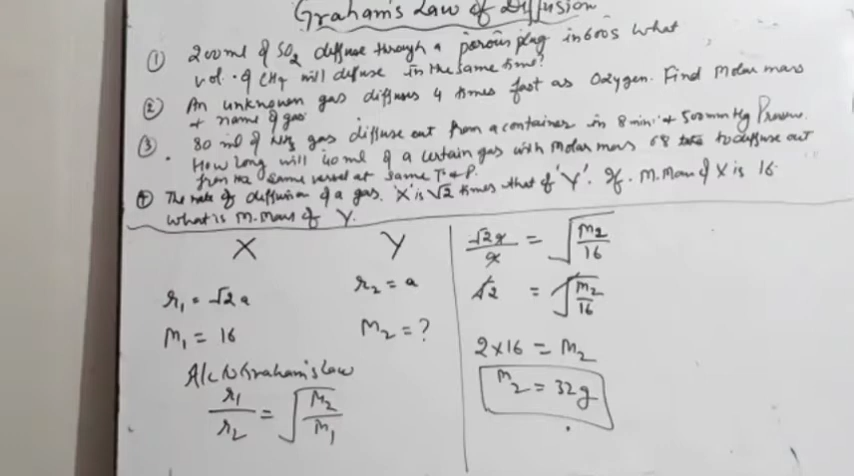 Graham's Law of Diffusion
① 200ml of SO2 diffuse through a porous plug in 600s What
vol. of CH4 will diffuse in the same time?
② An unknown gas diffuses 4 times fast as Oxygen. Find Molar mass
+ name of gas.
③ 80 ml of NH3 gas diffuse out from a container in 8 min. + 500 mm Hg Pressure.
How long will 40 ml of a certain gas with Molar mass 68 take to diffuse out
from the same vessel at same T & P.
④ The rate of diffusion of a gas. 'X' is √2 times that of 'Y'. If M.Mass of X is 16
What is M.Mass of Y.
X Y
r1 = √2a r2 = a
M1 = 16 M2 = ?
A/c to Graham's Law
r1/r2 = √M2/M1
√2a/a = √M2/16
√2 = √M2/16
2×16 = M2
M2 = 32g